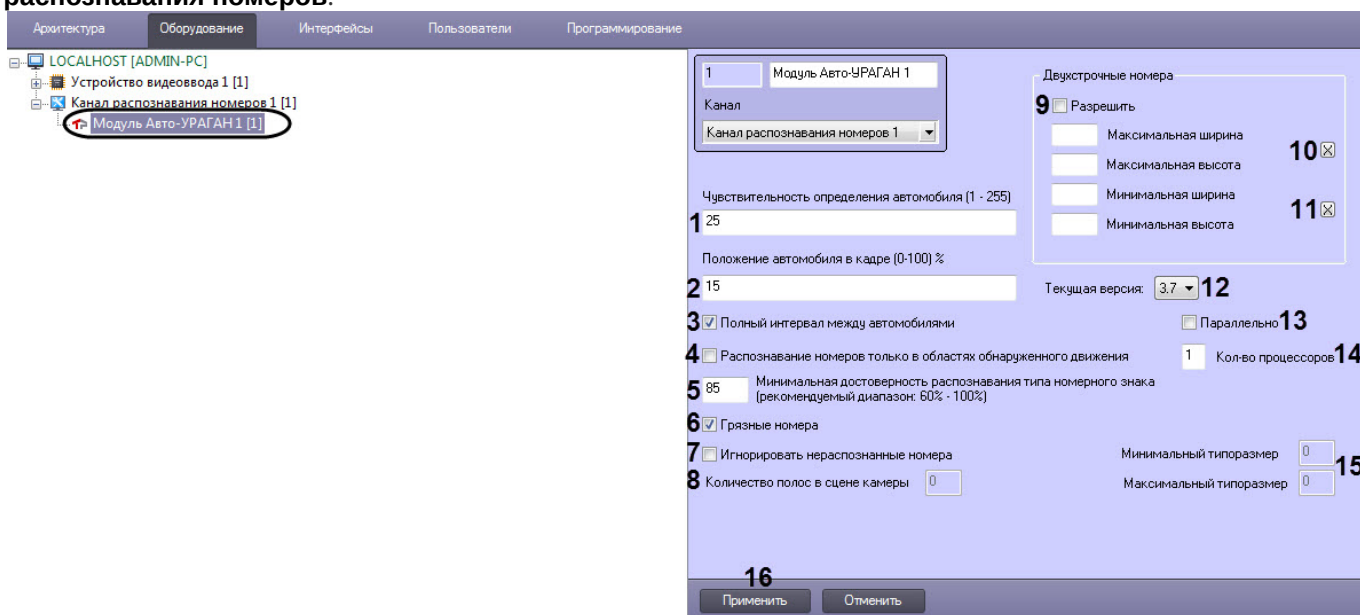 распознавания номеров.
Архитектура Оборудование Интерфейсы Пользователи Программирование
LOCALHOST [ADMIN-PC]
Устройство видеоввода 1 [1]
Канал распознавания номеров 1 [1]
Модуль Авто-УРАГАН 1 [1]
1 Модуль Авто-УРАГАН 1
Канал
Канал распознавания номеров 1
Двухстрочные номера
9 Разрешить
Максимальная ширина
10
Максимальная высота
Минимальная ширина
11
Минимальная высота
Чувствительность определения автомобиля (1 - 255)
1 25
Положение автомобиля в кадре (0-100) %
2 15
Текущая версия: 3.7 12
3 Полный интервал между автомобилями
Параллельно 13
4 Распознавание номеров только в областях обнаруженного движения
1 Кол-во процессоров 14
5 85 Минимальная достоверность распознавания типа номерного знака
(рекомендуемый диапазон: 60% - 100%)
6 Грязные номера
7 Игнорировать нераспознанные номера
Минимальный типоразмер 0
15
8 Количество полос в сцене камеры 0
Максимальный типоразмер 0
16
Применить Отменить